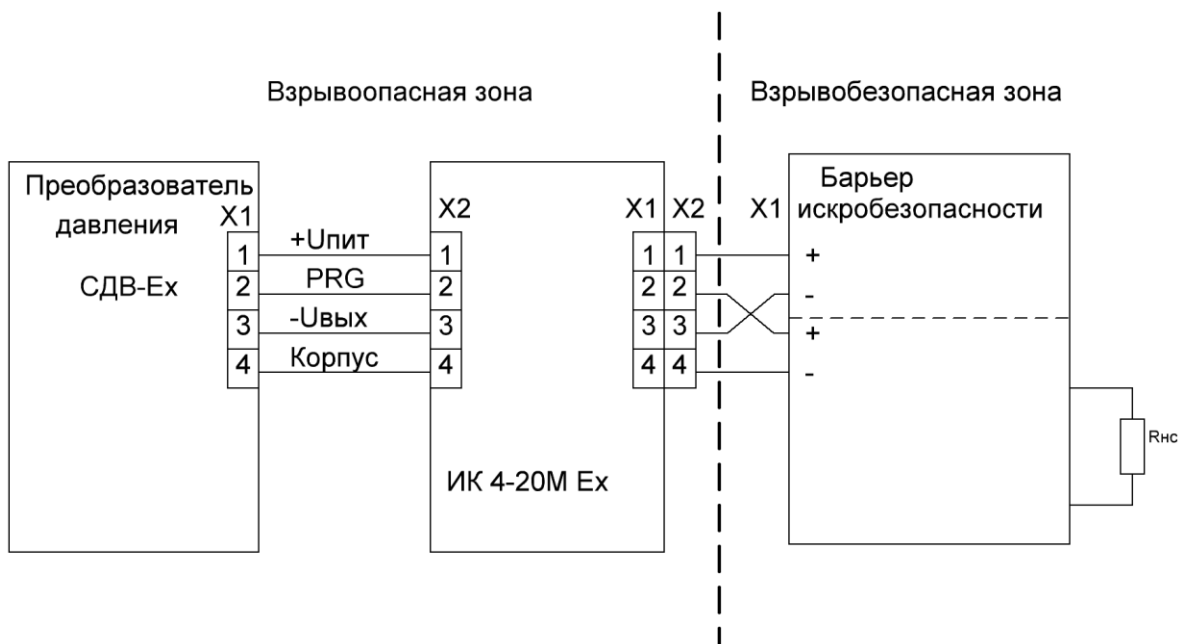 Взрывоопасная зона
Взрывобезопасная зона
Преобразователь
давления
СДВ-Ех
X1
1
2
3
4
+Uпит
PRG
-Uвых
Корпус
X2
1
2
3
4
ИК 4-20М Ех
X1
1
2
3
4
X2
1
2
3
4
X1
Барьер
искробезопасности
+
-
+
-
Rнс